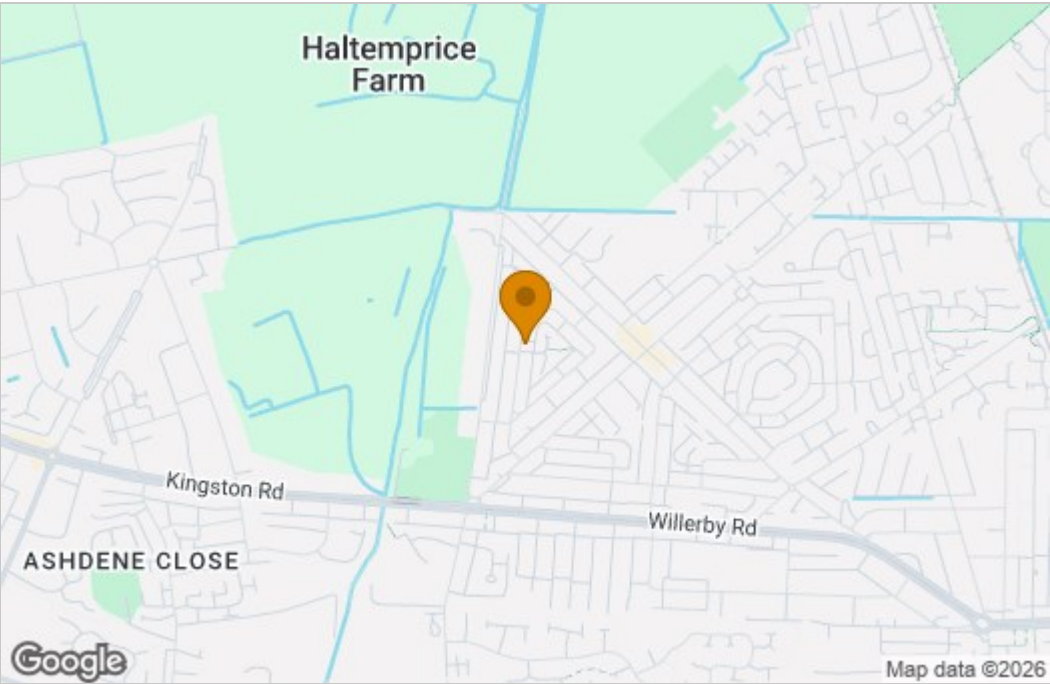 Haltemprice
Farm
Kingston Rd
Willerby Rd
ASHDENE CLOSE
Google
Map data ©2026